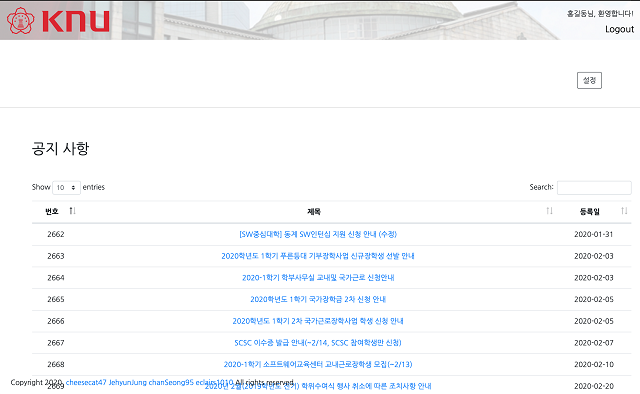 KNU
홍길동님, 환영합니다!
Logout
설정
공지 사항
Show 10 entries Search:
번호 제목 등록일
2662 [SW중심대학] 동계 SW인턴십 지원 신청 안내 (수정) 2020-01-31
2663 2020학년도 1학기 푸른등대 기부장학사업 신규장학생 선발 안내 2020-02-03
2664 2020-1학기 학부사무실 교내및 국가근로 신청안내 2020-02-03
2665 2020학년도 1학기 국가장학금 2차 신청 안내 2020-02-05
2666 2020학년도 1학기 2차 국가근로장학사업 학생 신청 안내 2020-02-05
2667 SCSC 이수증 발급 안내(~2/14, SCSC 참여학생만 신청) 2020-02-07
2668 2020-1학기 소프트웨어교육센터 교내근로장학생 모집(~2/13) 2020-02-10
2669 2020년 2월(2019학년도 전기) 학위수여식 행사 취소에 따른 조치사항 안내 2020-02-20
Copyright 2020. cheesecat47 JehyunJung chanSeong95 eclairs1010 All rights reserved.